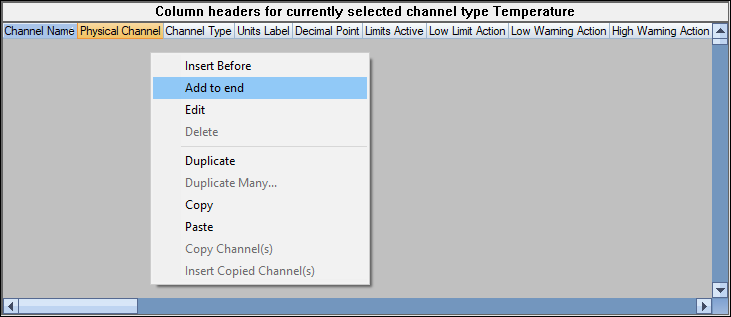 Column headers for currently selected channel type Temperature
Channel Name Physical Channel Channel Type Units Label Decimal Point Limits Active Low Limit Action Low Warning Action High Warning Action
Insert Before
Add to end
Edit
Delete
Duplicate
Duplicate Many...
Copy
Paste
Copy Channel(s)
Insert Copied Channel(s)